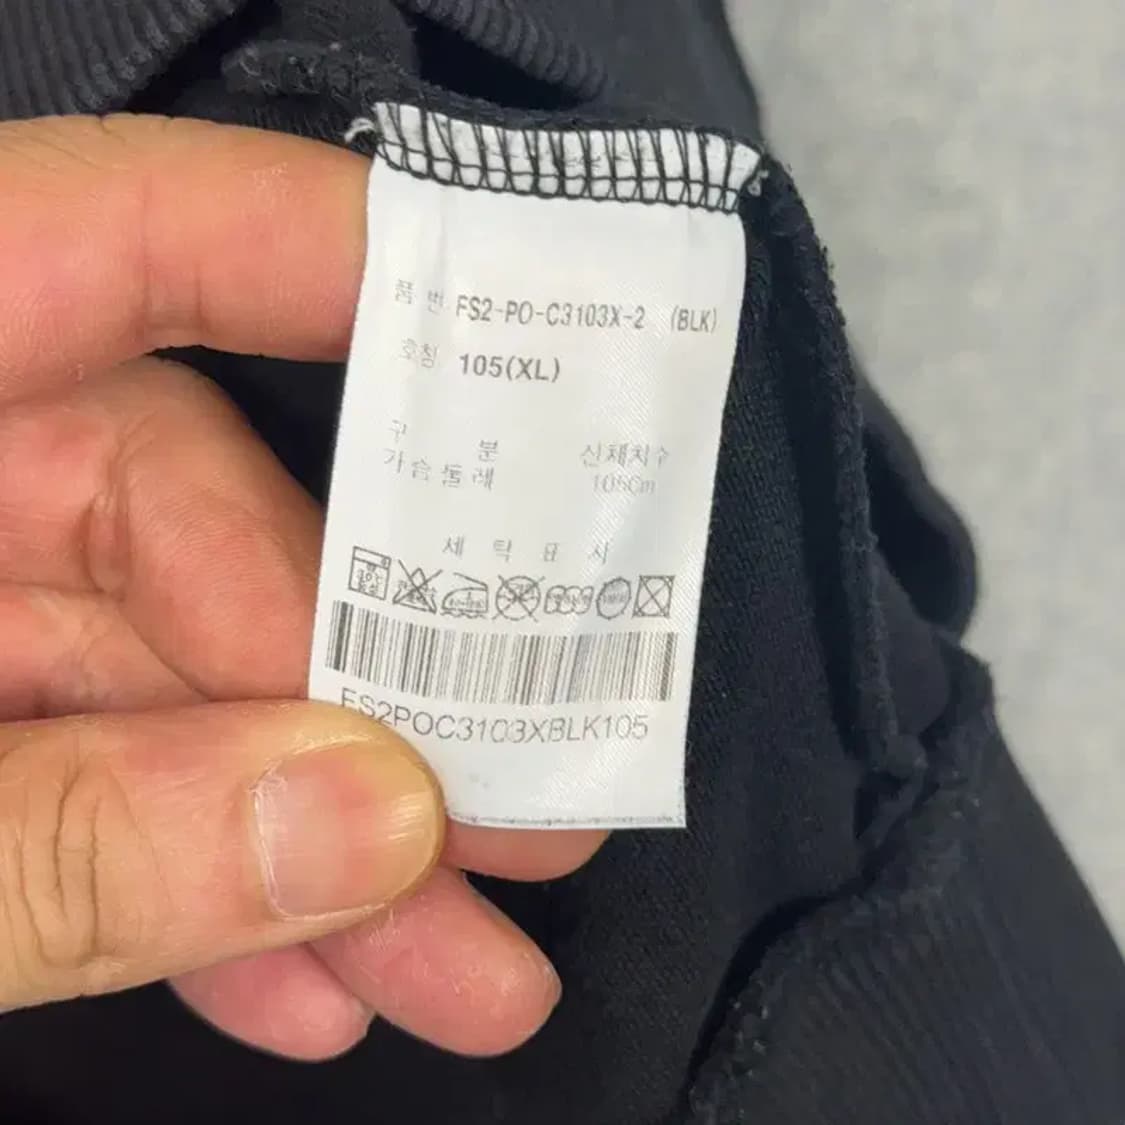 품 번 FS2-PO-C3103X-2 (BLK)
호칭 105(XL)
구 분 신체치수
가슴둘레 105Cm
세 탁 표 시
FS2POC3103XBLK105